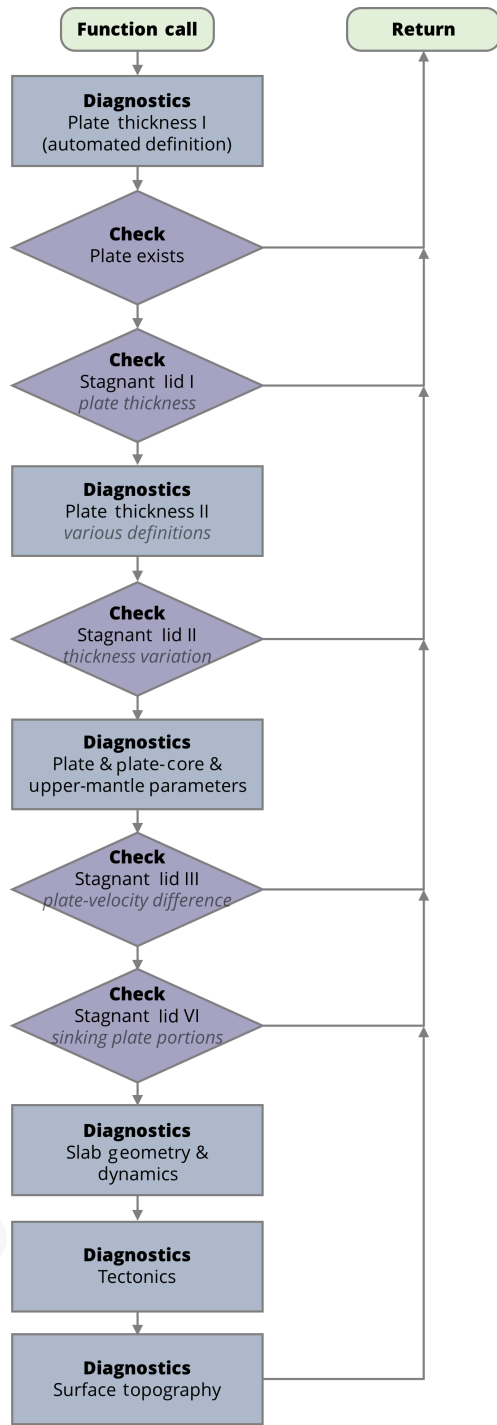 Function call
Return
Diagnostics
Plate thickness I
(automated definition)
Check
Plate exists
Check
Stagnant lid I
plate thickness
Diagnostics
Plate thickness II
various definitions
Check
Stagnant lid II
thickness variation
Diagnostics
Plate & plate-core &
upper-mantle parameters
Check
Stagnant lid III
plate-velocity difference
Check
Stagnant lid VI
sinking plate portions
Diagnostics
Slab geometry &
dynamics
Diagnostics
Tectonics
Diagnostics
Surface topography